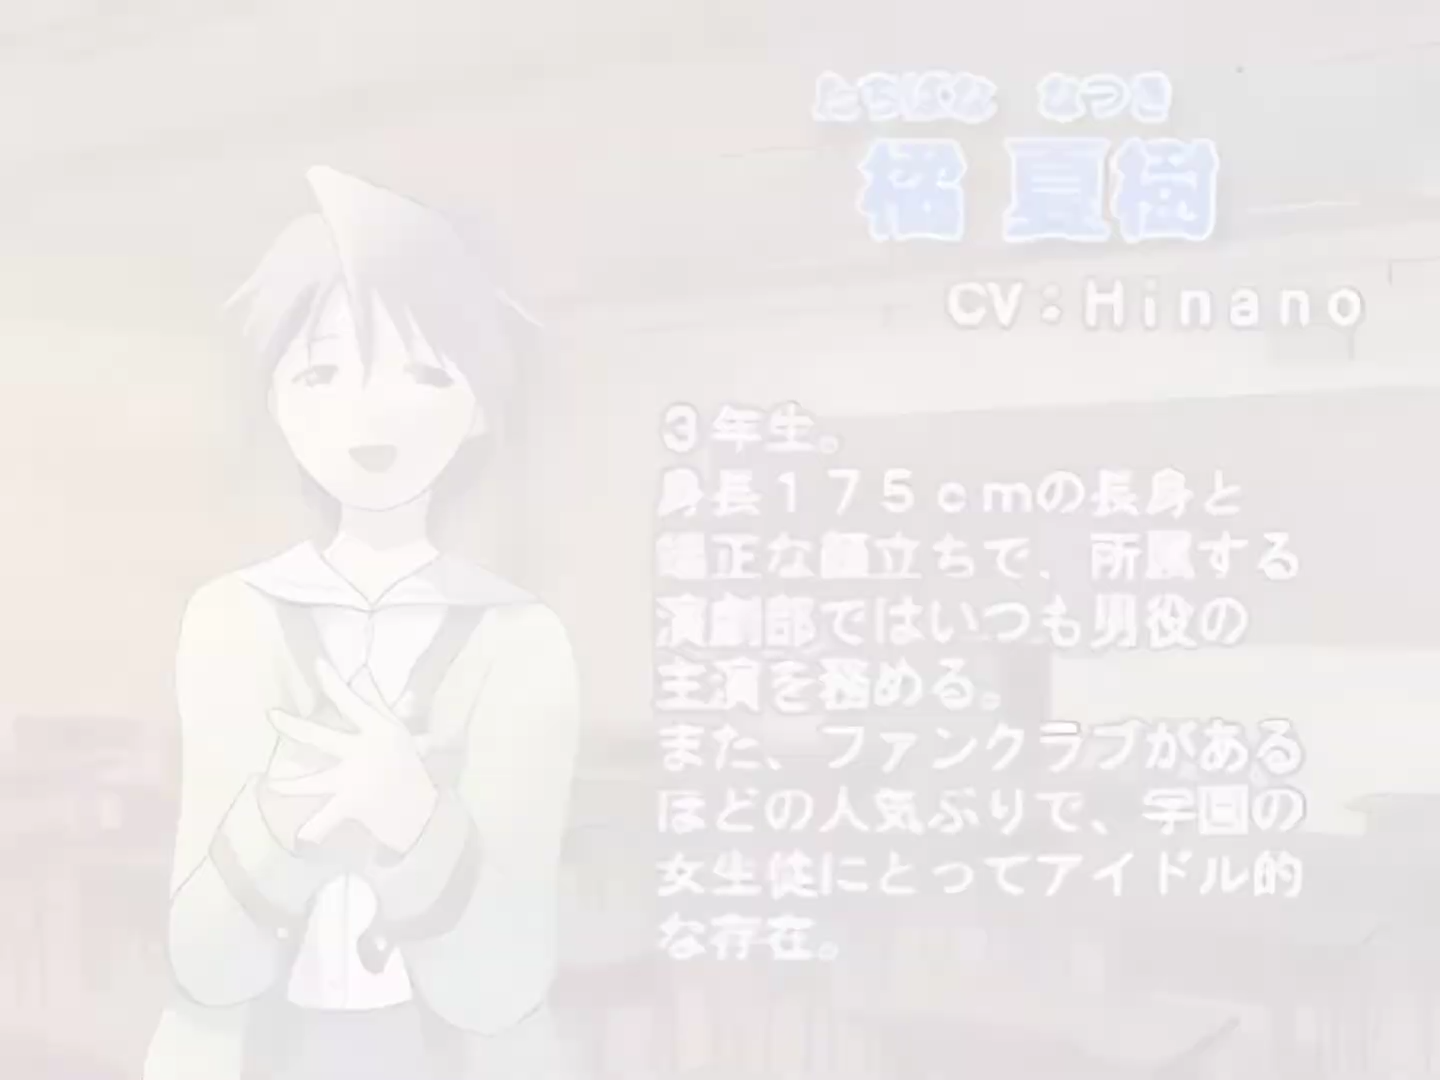 たちばな　なつき
橘 夏樹
CV：Hinano
３年生。
身長１７５ｃｍの長身と
端正な顔立ちで、所属する
演劇部ではいつも男役の
主演を務める。
また、ファンクラブがある
ほどの人気ぶりで、学園の
女生徒にとってアイドル的
な存在。